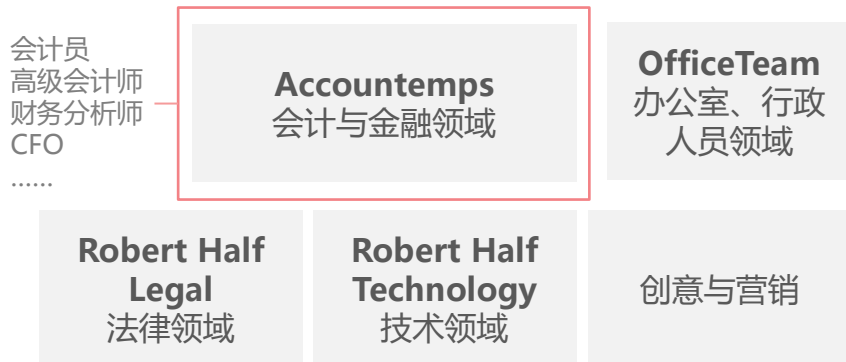 会计员
高级会计师
财务分析师
CFO
……
Accountemps
会计与金融领域
OfficeTeam
办公室、行政
人员领域
Robert Half
Legal
法律领域
Robert Half
Technology
技术领域
创意与营销